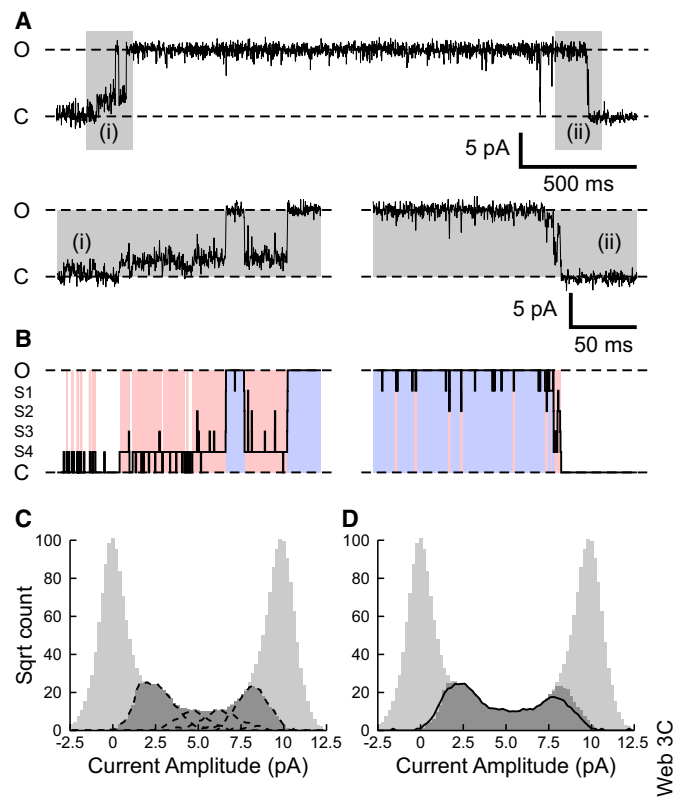 A
O
C
(i)
(ii)
5 pA
500 ms
O
C
(i)
(ii)
5 pA
50 ms
B
O
S1
S2
S3
S4
C
C
D
100
80
60
40
20
0
Sqrt count
-2.5 0 2.5 5 7.5 10 12.5
Current Amplitude (pA)
100
80
60
40
20
0
-2.5 0 2.5 5 7.5 10 12.5
Current Amplitude (pA)
Web 3C